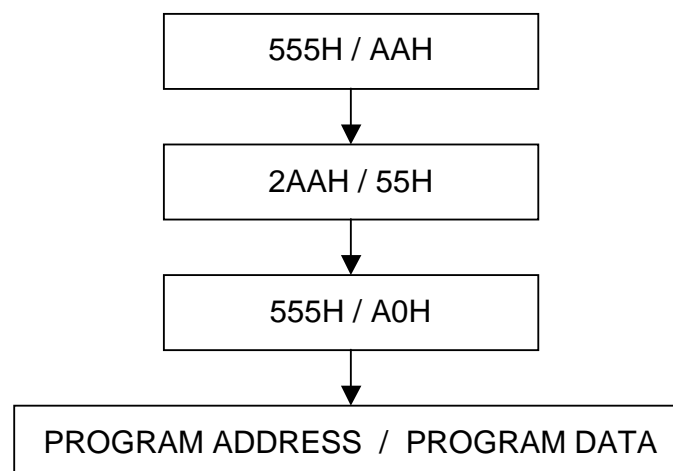 555H / AAH
2AAH / 55H
555H / A0H
PROGRAM ADDRESS / PROGRAM DATA